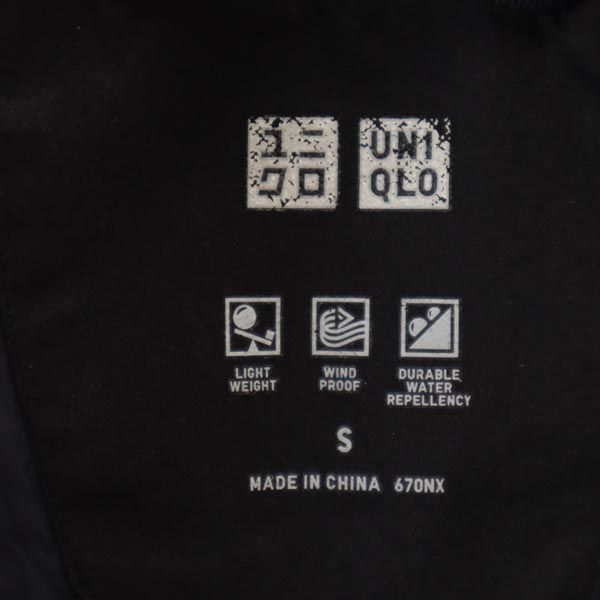 ユニ
クロ
UNI
QLO
LIGHT
WEIGHT
WIND
PROOF
DURABLE
WATER
REPELLENCY
S
MADE IN CHINA 670NX